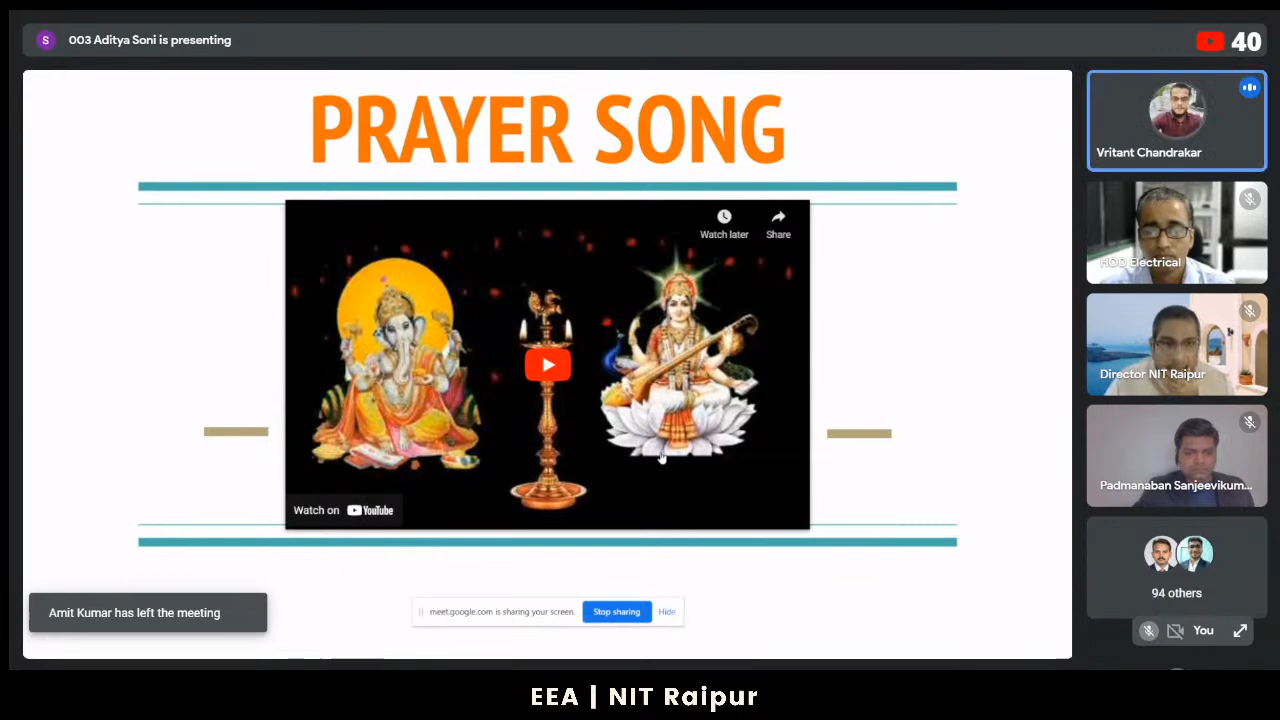 S
003 Aditya Soni is presenting
40
PRAYER SONG
Watch later
Share
Watch on YouTube
Amit Kumar has left the meeting
meet.google.com is sharing your screen.
Stop sharing
Hide
Vritant Chandrakar
HOD Electrical
Director NIT Raipur
Padmanaban Sanjeevikum...
94 others
You
EEA | NIT Raipur